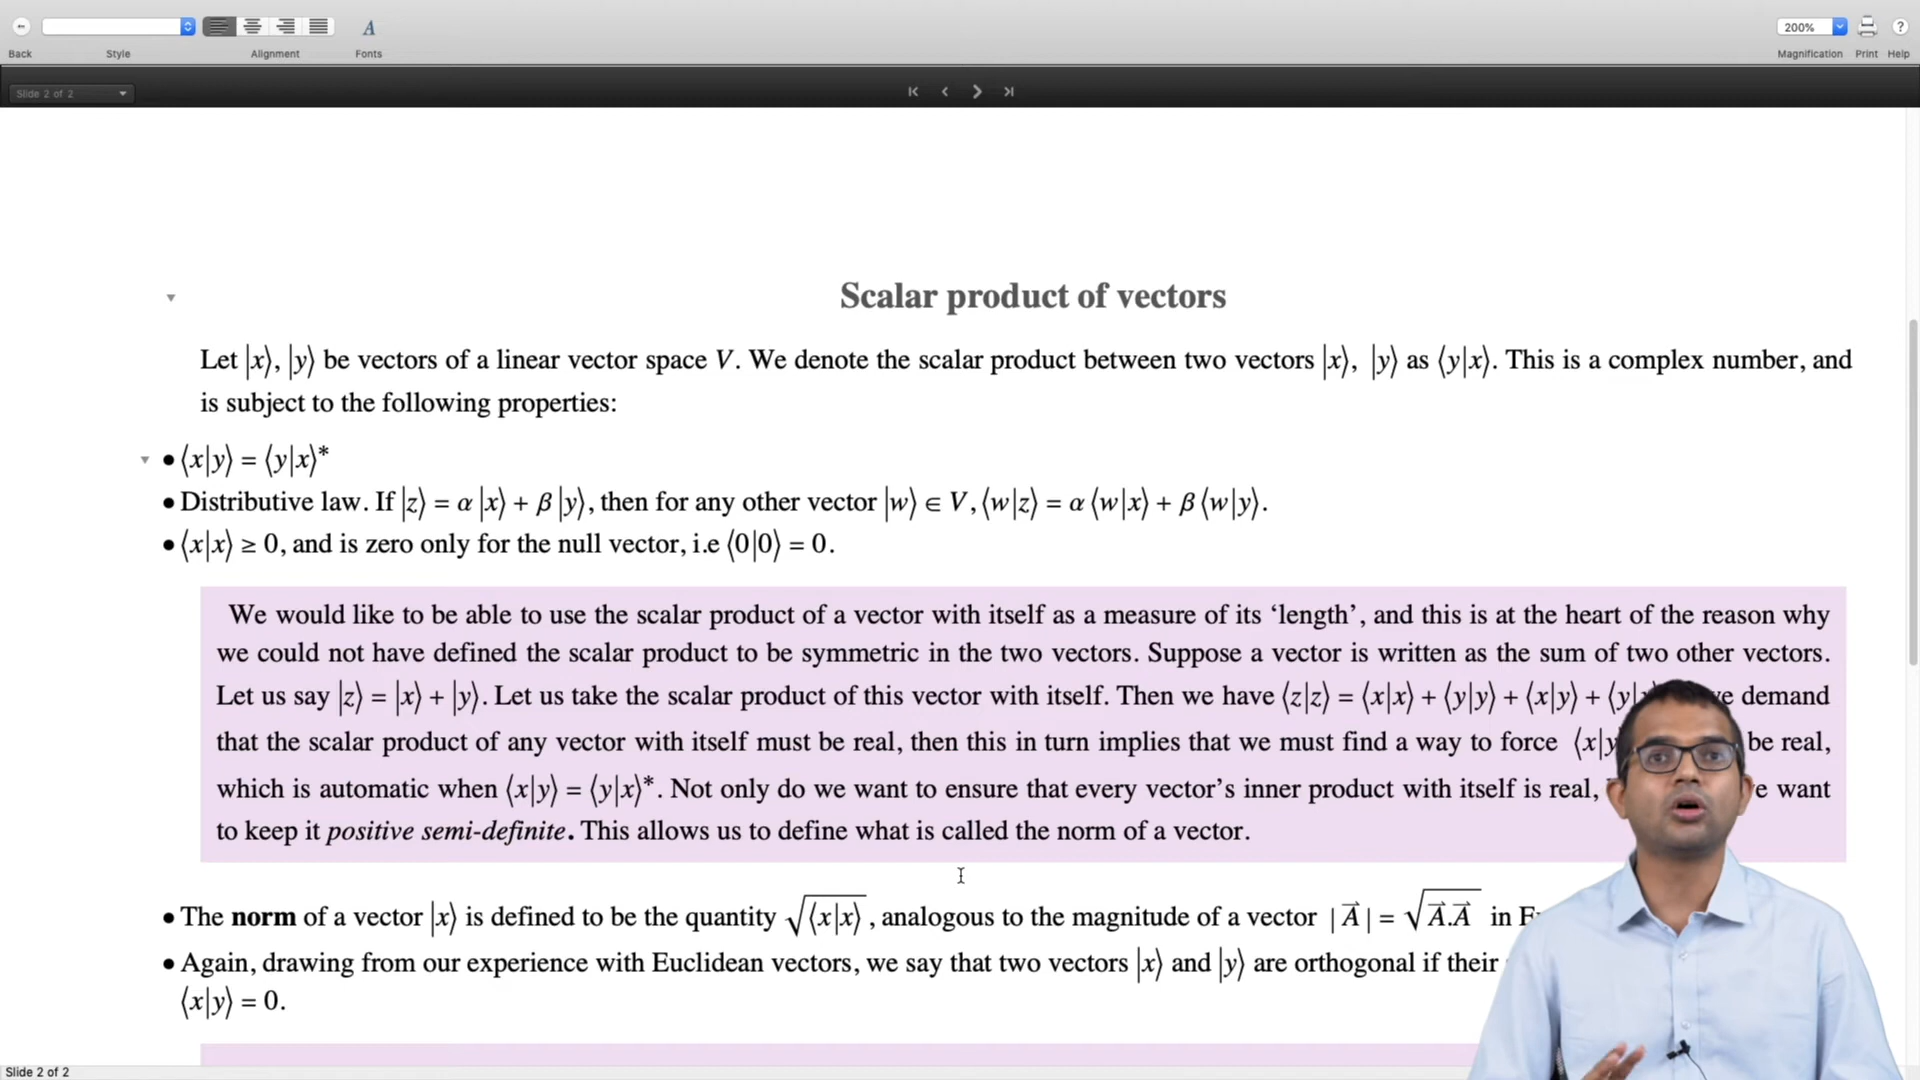 Back
Style
Alignment
A
Fonts
200%
Magnification
Print
?
Help
Slide 2 of 2
Scalar product of vectors
Let |x⟩, |y⟩ be vectors of a linear vector space V. We denote the scalar product between two vectors |x⟩, |y⟩ as ⟨y|x⟩. This is a complex number, and
is subject to the following properties:
• ⟨x|y⟩ = ⟨y|x⟩*
• Distributive law. If |z⟩ = α |x⟩ + β |y⟩, then for any other vector |w⟩ ∈ V, ⟨w|z⟩ = α ⟨w|x⟩ + β ⟨w|y⟩.
• ⟨x|x⟩ ≥ 0, and is zero only for the null vector, i.e ⟨0|0⟩ = 0.
We would like to be able to use the scalar product of a vector with itself as a measure of its ‘length’, and this is at the heart of the reason why
we could not have defined the scalar product to be symmetric in the two vectors. Suppose a vector is written as the sum of two other vectors.
Let us say |z⟩ = |x⟩ + |y⟩. Let us take the scalar product of this vector with itself. Then we have ⟨z|z⟩ = ⟨x|x⟩ + ⟨y|y⟩ + ⟨x|y⟩ + ⟨y| demand
that the scalar product of any vector with itself must be real, then this in turn implies that we must find a way to force ⟨x|y be real,
which is automatic when ⟨x|y⟩ = ⟨y|x⟩*. Not only do we want to ensure that every vector’s inner product with itself is real, want
to keep it positive semi-definite. This allows us to define what is called the norm of a vector.
• The norm of a vector |x⟩ is defined to be the quantity √⟨x|x⟩, analogous to the magnitude of a vector |A⃗| = √A⃗.A⃗ in
• Again, drawing from our experience with Euclidean vectors, we say that two vectors |x⟩ and |y⟩ are orthogonal if their
⟨x|y⟩ = 0.
Slide 2 of 2